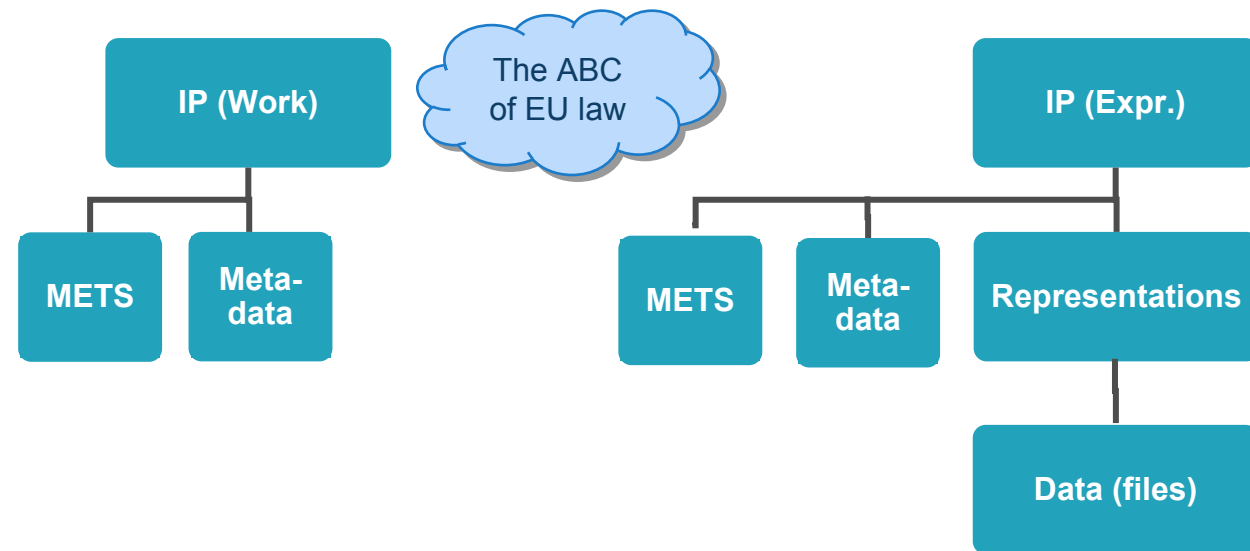 IP (Work)
The ABC
of EU law
IP (Expr.)
METS
Meta-
data
METS
Meta-
data
Representations
Data (files)